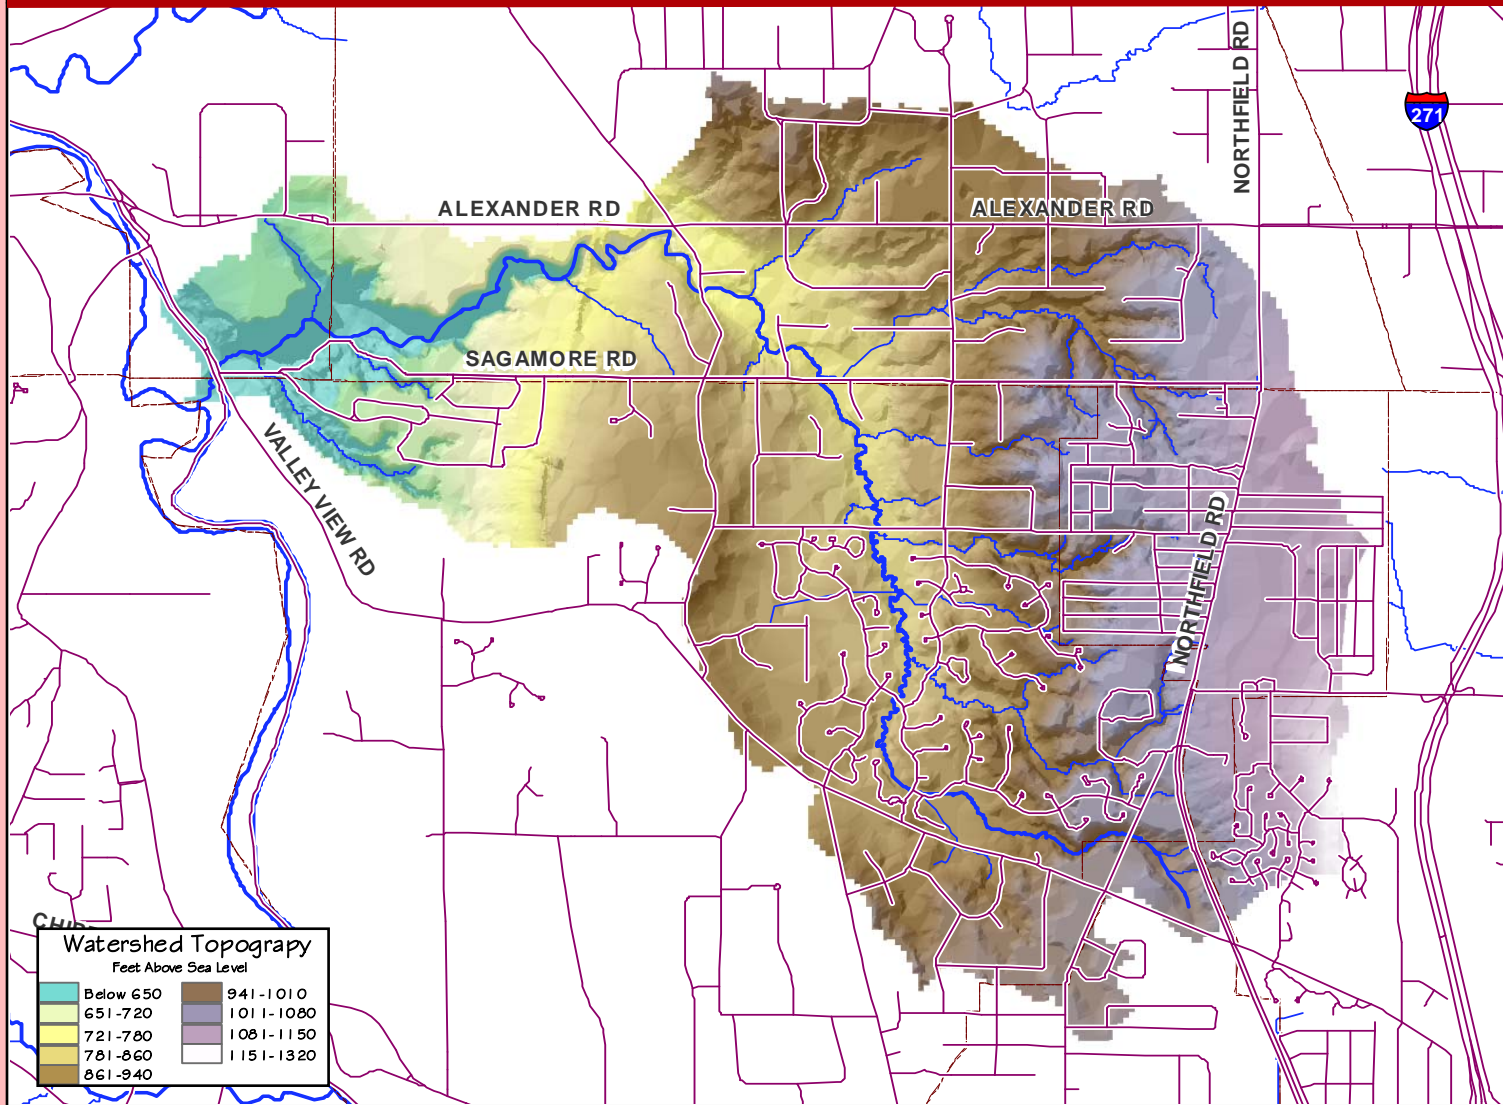 NORTHFIELD RD
271
ALEXANDER RD
ALEXANDER RD
SAGAMORE RD
VALLEY VIEW RD
NORTHFIELD RD
Watershed Topograpy
Feet Above Sea Level
Below 650
651-720
721-780
781-860
861-940
941-1010
1011-1080
1081-1150
1151-1320